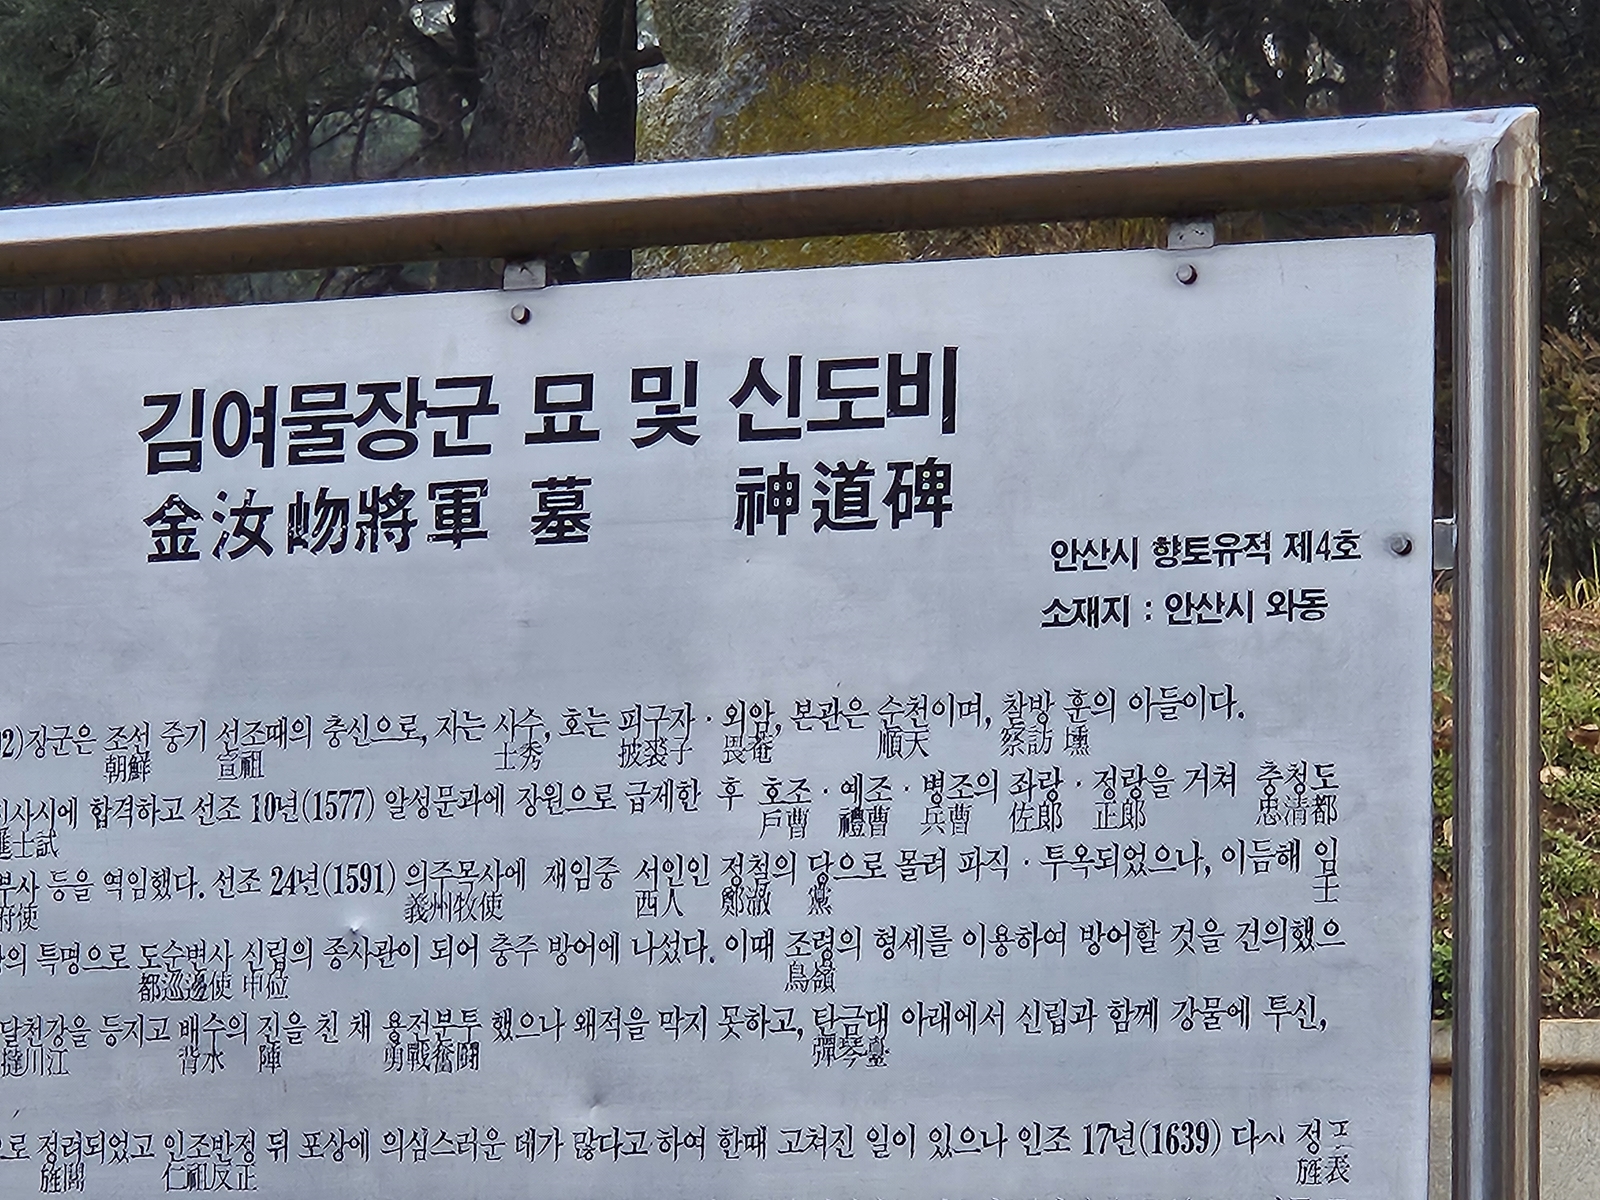 김여물장군 묘 및 신도비
金汝岉將軍 墓 神道碑
안산시 향토유적 제4호
소재지 : 안산시 와동
)장군은 조선 중기 선조때의 충신으로, 자는 사수, 호는 피구자 · 외암, 본관은 순천이며, 찰방 훈의 아들이다.
朝鮮 宣祖 士秀 披裘子 畏菴 順天 察訪 壎
사시에 합격하고 선조 10년(1577) 알성문과에 장원으로 급제한 후 호조 · 예조 · 병조의 좌랑 · 정랑을 거쳐 충청도
士試 戶曹 禮曹 兵曹 佐郞 正郞 忠清都
부사 등을 역임했다. 선조 24년(1591) 의주목사에 재임중 서인인 정철의 당으로 몰려 파직 · 투옥되었으나, 이듬해 임
府使 義州牧使 西人 黨
의 특명으로 도순변사 신립의 종사관이 되어 충주 방어에 나섰다. 이때 조령의 형세를 이용하여 방어할 것을 건의했으
都巡邊使 申砬 鳥嶺
달천강을 등지고 배수의 진을 친 채 용전분투 했으나 왜적을 막지 못하고, 탄금대 아래에서 신립과 함께 강물에 투신,
撻川江 背水 陣 勇戰奮鬪 彈琴臺
로 정려되었고 인조반정 뒤 포상에 의심스러운 데가 많다고 하여 한때 고쳐진 일이 있으나 인조 17년(1639) 다시 정
旌閭 仁祖反正 旌表